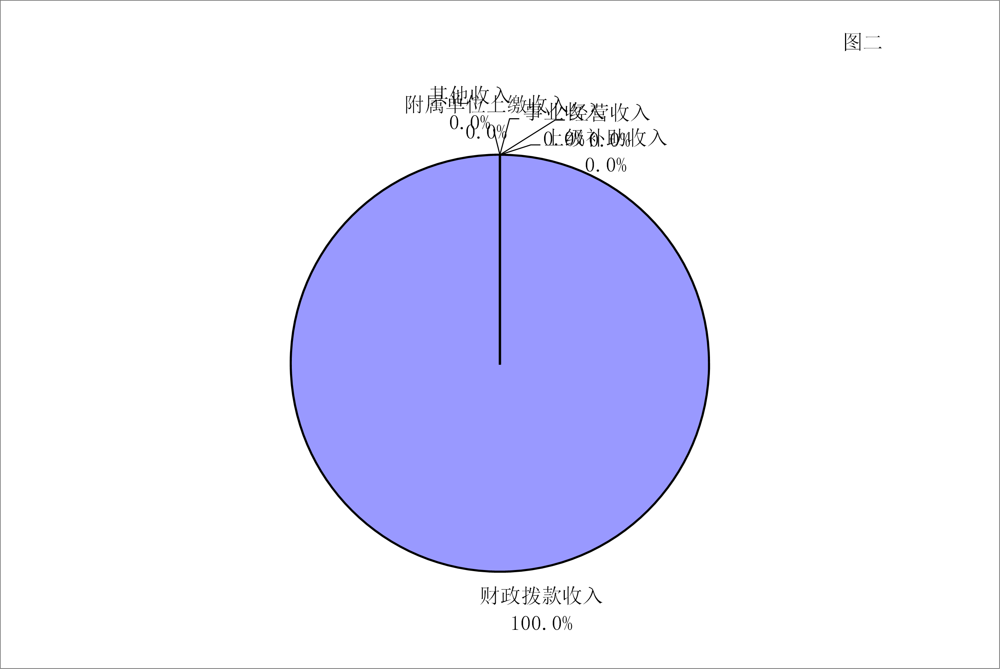 图二
其他收入
0.0%
附属单位上缴收入
0.0%
事业收入
0.0%
经营收入
0.0%
上级补助收入
0.0%
财政拨款收入
100.0%